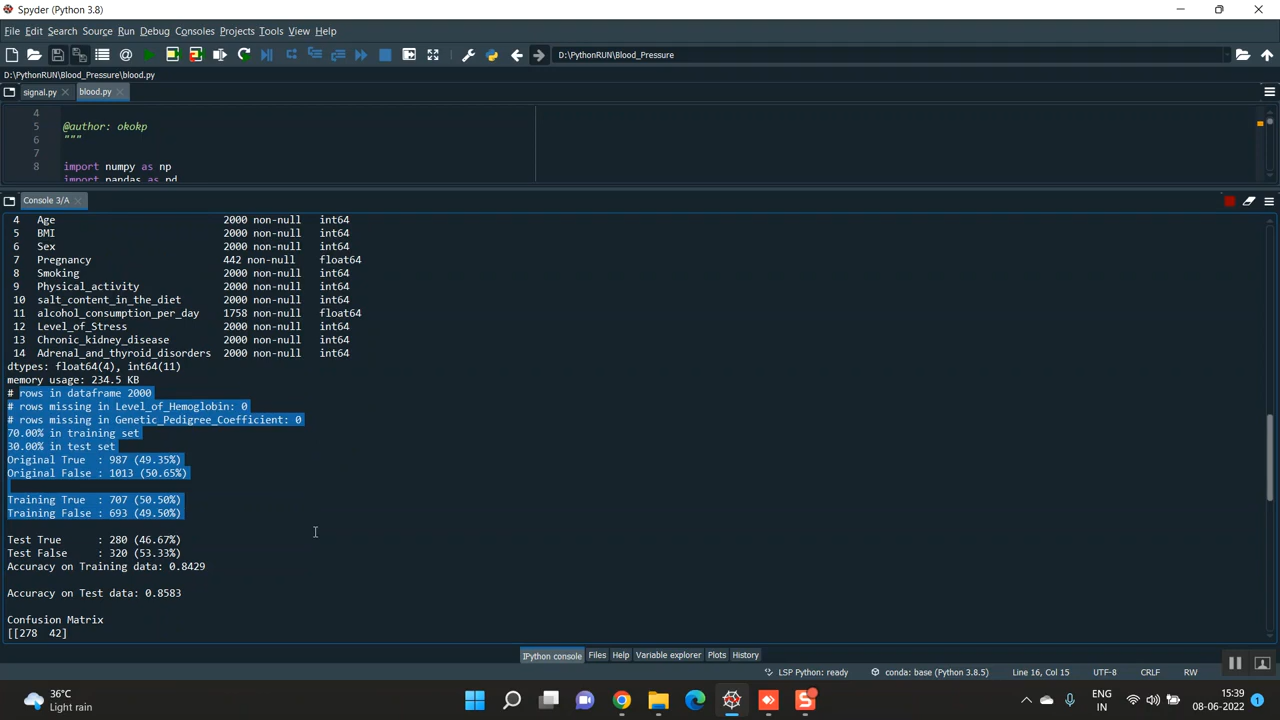 Spyder (Python 3.8)
File Edit Search Source Run Debug Consoles Projects Tools View Help
D:\PythonRUN\Blood_Pressure
D:\PythonRUN\Blood_Pressure\blood.py
signal.py blood.py
4
5 @author: okokp
6 """
7
8 import numpy as np
import pandas as pd
Console 3/A
4 Age 2000 non-null int64
5 BMI 2000 non-null int64
6 Sex 2000 non-null int64
7 Pregnancy 442 non-null float64
8 Smoking 2000 non-null int64
9 Physical_activity 2000 non-null int64
10 salt_content_in_the_diet 2000 non-null int64
11 alcohol_consumption_per_day 1758 non-null float64
12 Level_of_Stress 2000 non-null int64
13 Chronic_kidney_disease 2000 non-null int64
14 Adrenal_and_thyroid_disorders 2000 non-null int64
dtypes: float64(4), int64(11)
memory usage: 234.5 KB
# rows in dataframe 2000
# rows missing in Level_of_Hemoglobin: 0
# rows missing in Genetic_Pedigree_Coefficient: 0
70.00% in training set
30.00% in test set
Original True : 987 (49.35%)
Original False : 1013 (50.65%)
Training True : 707 (50.50%)
Training False : 693 (49.50%)
Test True : 280 (46.67%)
Test False : 320 (53.33%)
Accuracy on Training data: 0.8429
Accuracy on Test data: 0.8583
Confusion Matrix
[[278 42]
IPython console Files Help Variable explorer Plots History
LSP Python: ready conda: base (Python 3.8.5) Line 16, Col 15 UTF-8 CRLF RW
36°C
Light rain
ENG
IN
15:39
08-06-2022
1